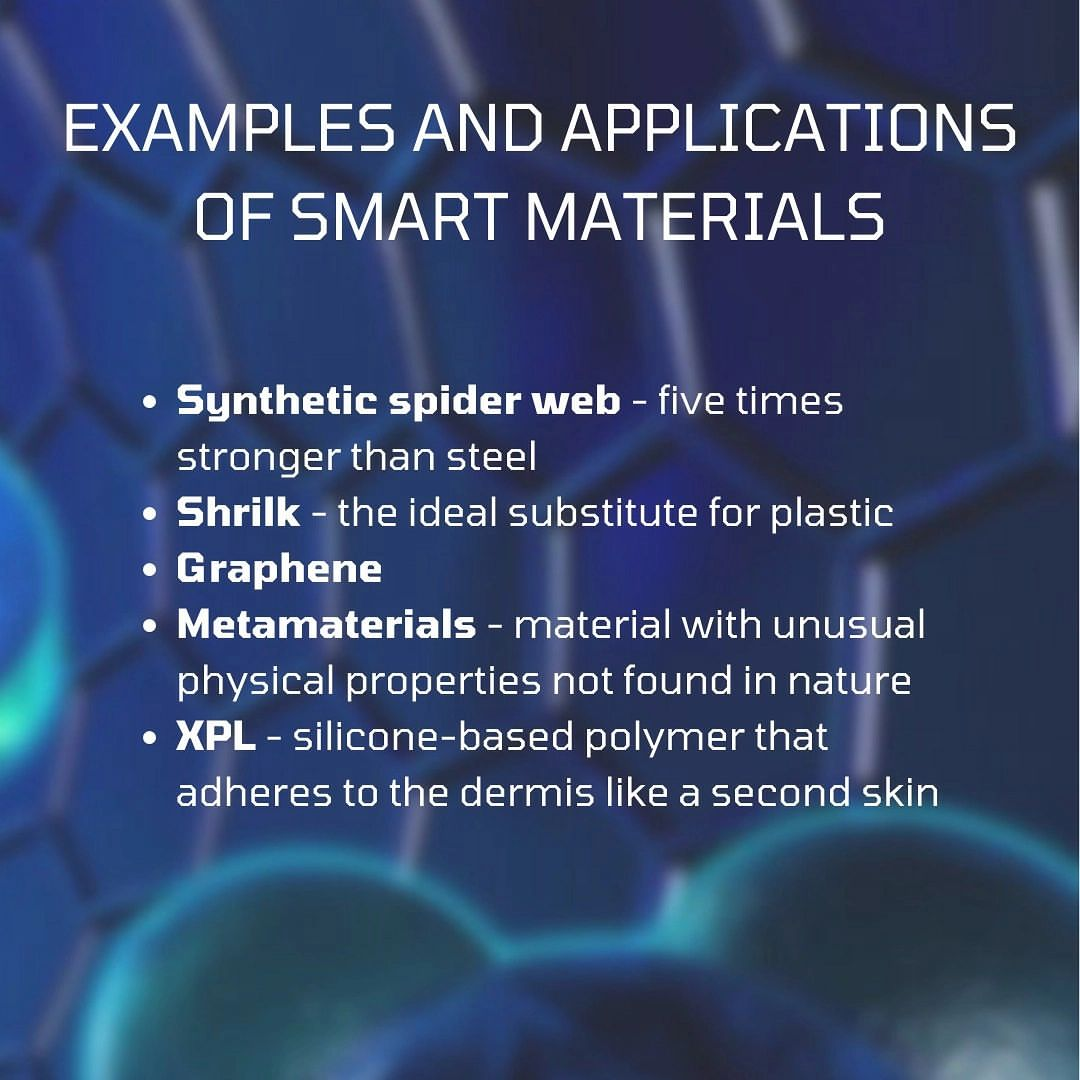 EXAMPLES AND APPLICATIONS
OF SMART MATERIALS
• Synthetic spider web - five times
stronger than steel
• Shrilk - the ideal substitute for plastic
• Graphene
• Metamaterials - material with unusual
physical properties not found in nature
• XPL - silicone-based polymer that
adheres to the dermis like a second skin